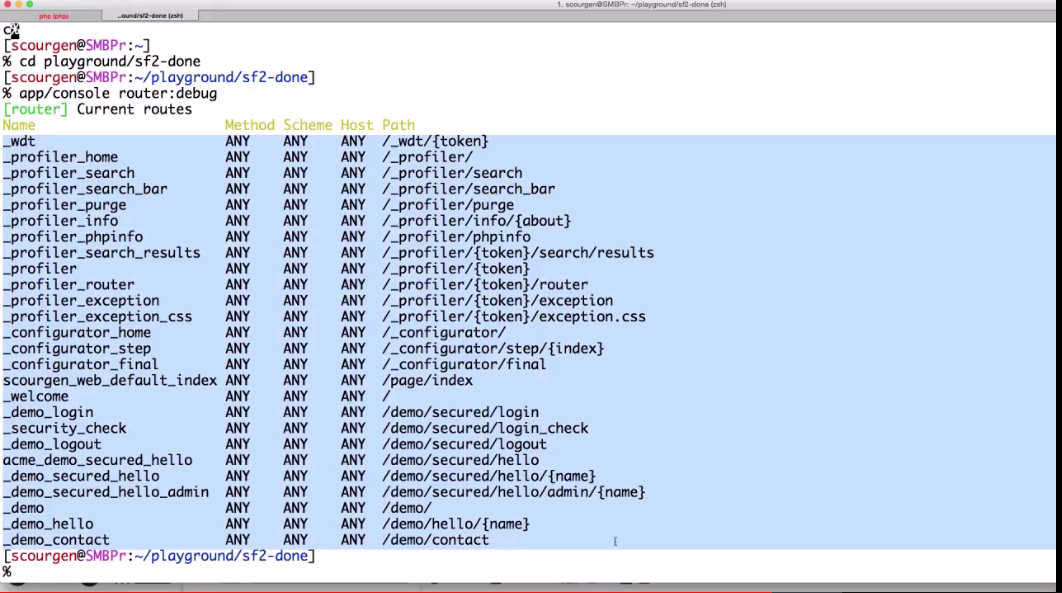 1. scourgen@SMBPr: ~/playground/sf2-done (zsh)
php (php) ..ound/sf2-done (zsh)
[scourgen@SMBPr:~]
% cd playground/sf2-done
[scourgen@SMBPr:~/playground/sf2-done]
% app/console router:debug
[router] Current routes
Name Method Scheme Host Path
_wdt ANY ANY ANY /_wdt/{token}
_profiler_home ANY ANY ANY /_profiler/
_profiler_search ANY ANY ANY /_profiler/search
_profiler_search_bar ANY ANY ANY /_profiler/search_bar
_profiler_purge ANY ANY ANY /_profiler/purge
_profiler_info ANY ANY ANY /_profiler/info/{about}
_profiler_phpinfo ANY ANY ANY /_profiler/phpinfo
_profiler_search_results ANY ANY ANY /_profiler/{token}/search/results
_profiler ANY ANY ANY /_profiler/{token}
_profiler_router ANY ANY ANY /_profiler/{token}/router
_profiler_exception ANY ANY ANY /_profiler/{token}/exception
_profiler_exception_css ANY ANY ANY /_profiler/{token}/exception.css
_configurator_home ANY ANY ANY /_configurator/
_configurator_step ANY ANY ANY /_configurator/step/{index}
_configurator_final ANY ANY ANY /_configurator/final
scourgen_web_default_index ANY ANY ANY /page/index
_welcome ANY ANY ANY /
_demo_login ANY ANY ANY /demo/secured/login
_security_check ANY ANY ANY /demo/secured/login_check
_demo_logout ANY ANY ANY /demo/secured/logout
acme_demo_secured_hello ANY ANY ANY /demo/secured/hello
_demo_secured_hello ANY ANY ANY /demo/secured/hello/{name}
_demo_secured_hello_admin ANY ANY ANY /demo/secured/hello/admin/{name}
_demo ANY ANY ANY /demo/
_demo_hello ANY ANY ANY /demo/hello/{name}
_demo_contact ANY ANY ANY /demo/contact
[scourgen@SMBPr:~/playground/sf2-done]
%